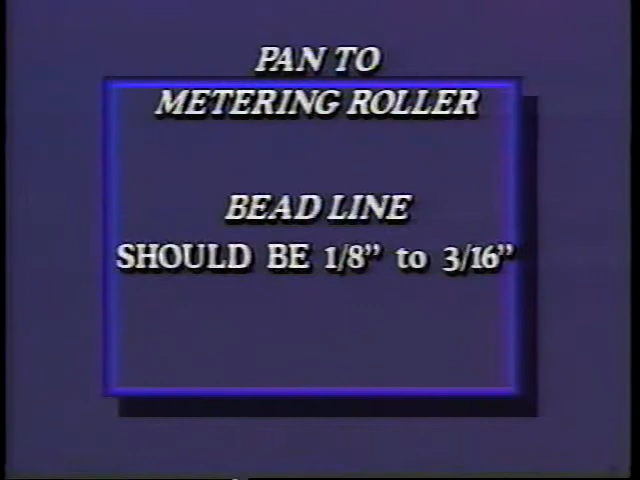 PAN TO
METERING ROLLER
BEAD LINE
SHOULD BE 1/8” to 3/16”